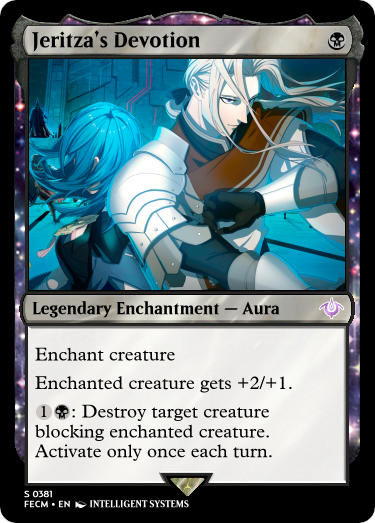 Jeritza's Devotion
Legendary Enchantment — Aura
Enchant creature
Enchanted creature gets +2/+1.
1 : Destroy target creature
blocking enchanted creature.
Activate only once each turn.
S 0381
FECM • EN INTELLIGENT SYSTEMS